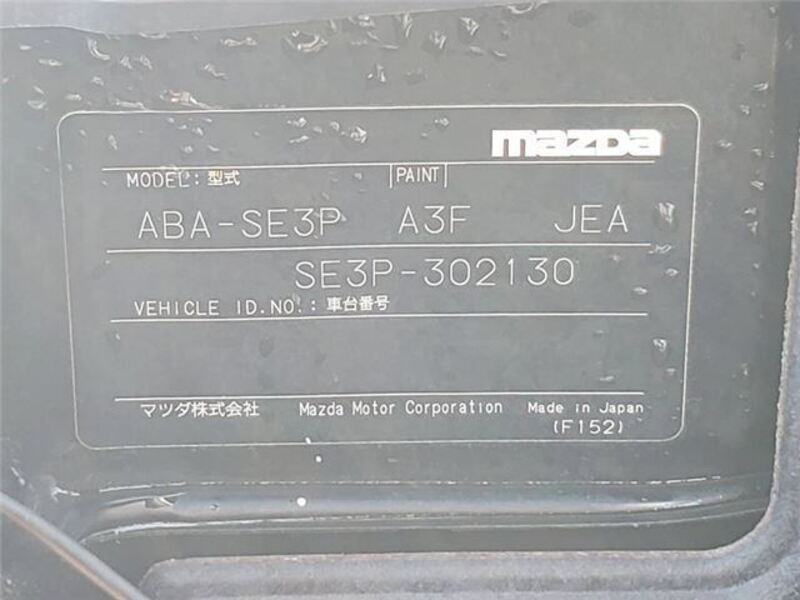 mazda
MODEL: 型式 PAINT
ABA-SE3P A3F JEA
SE3P-302130
VEHICLE ID.NO.: 車台番号
マツダ株式会社 Mazda Motor Corporation Made in Japan
(F152)